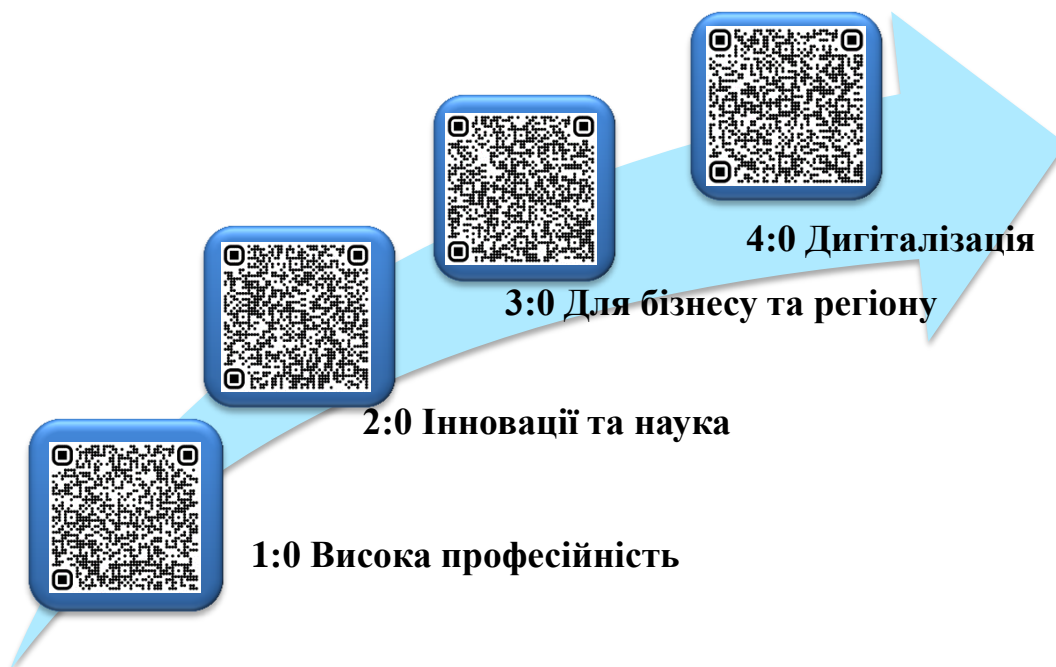 4:0 Дигіталізація
3:0 Для бізнесу та регіону
2:0 Інновації та наука
1:0 Висока професійність